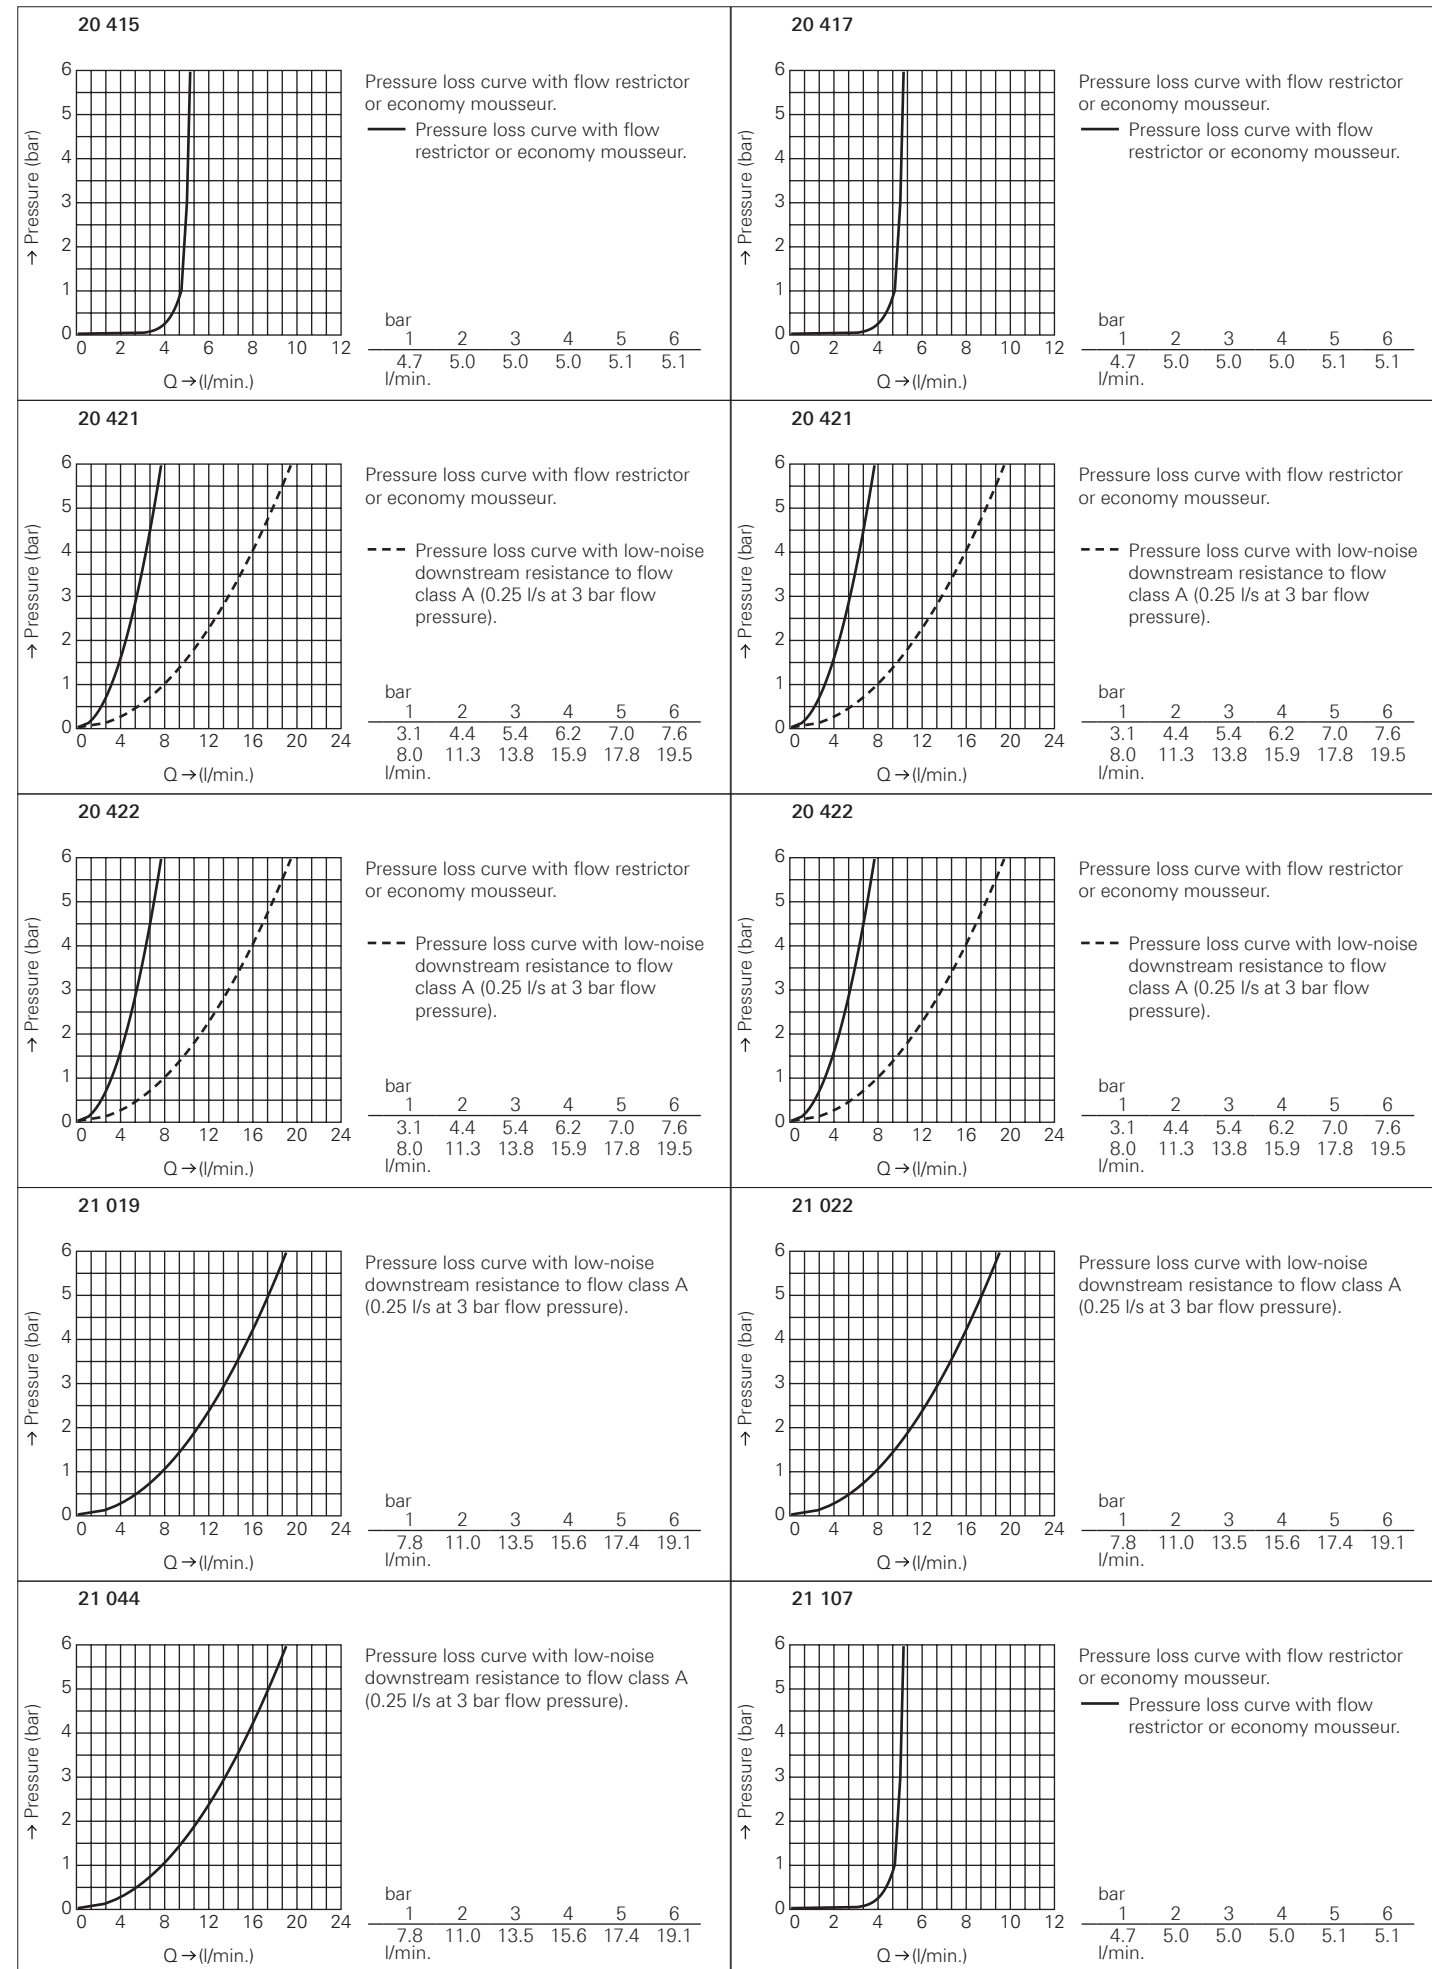 20 415
6
5
4
3
2
1
0
→ Pressure (bar)
0 2 4 6 8 10 12
Q → (l/min.)
Pressure loss curve with flow restrictor
or economy mousseur.
Pressure loss curve with flow
restrictor or economy mousseur.
bar
1 2 3 4 5 6
4.7 5.0 5.0 5.0 5.1 5.1
l/min.
20 417
6
5
4
3
2
1
0
→ Pressure (bar)
0 2 4 6 8 10 12
Q → (l/min.)
Pressure loss curve with flow restrictor
or economy mousseur.
Pressure loss curve with flow
restrictor or economy mousseur.
bar
1 2 3 4 5 6
4.7 5.0 5.0 5.0 5.1 5.1
l/min.
20 421
6
5
4
3
2
1
0
→ Pressure (bar)
0 4 8 12 16 20 24
Q → (l/min.)
Pressure loss curve with flow restrictor
or economy mousseur.
Pressure loss curve with low-noise
downstream resistance to flow
class A (0.25 l/s at 3 bar flow
pressure).
bar
1 2 3 4 5 6
3.1 4.4 5.4 6.2 7.0 7.6
8.0 11.3 13.8 15.9 17.8 19.5
l/min.
20 421
6
5
4
3
2
1
0
→ Pressure (bar)
0 4 8 12 16 20 24
Q → (l/min.)
Pressure loss curve with flow restrictor
or economy mousseur.
Pressure loss curve with low-noise
downstream resistance to flow
class A (0.25 l/s at 3 bar flow
pressure).
bar
1 2 3 4 5 6
3.1 4.4 5.4 6.2 7.0 7.6
8.0 11.3 13.8 15.9 17.8 19.5
l/min.
20 422
6
5
4
3
2
1
0
→ Pressure (bar)
0 4 8 12 16 20 24
Q → (l/min.)
Pressure loss curve with flow restrictor
or economy mousseur.
Pressure loss curve with low-noise
downstream resistance to flow
class A (0.25 l/s at 3 bar flow
pressure).
bar
1 2 3 4 5 6
3.1 4.4 5.4 6.2 7.0 7.6
8.0 11.3 13.8 15.9 17.8 19.5
l/min.
20 422
6
5
4
3
2
1
0
→ Pressure (bar)
0 4 8 12 16 20 24
Q → (l/min.)
Pressure loss curve with flow restrictor
or economy mousseur.
Pressure loss curve with low-noise
downstream resistance to flow
class A (0.25 l/s at 3 bar flow
pressure).
bar
1 2 3 4 5 6
3.1 4.4 5.4 6.2 7.0 7.6
8.0 11.3 13.8 15.9 17.8 19.5
l/min.
21 019
6
5
4
3
2
1
0
→ Pressure (bar)
0 4 8 12 16 20 24
Q → (l/min.)
Pressure loss curve with low-noise
downstream resistance to flow class A
(0.25 l/s at 3 bar flow pressure).
bar
1 2 3 4 5 6
7.8 11.0 13.5 15.6 17.4 19.1
l/min.
21 022
6
5
4
3
2
1
0
→ Pressure (bar)
0 4 8 12 16 20 24
Q → (l/min.)
Pressure loss curve with low-noise
downstream resistance to flow class A
(0.25 l/s at 3 bar flow pressure).
bar
1 2 3 4 5 6
7.8 11.0 13.5 15.6 17.4 19.1
l/min.
21 044
6
5
4
3
2
1
0
→ Pressure (bar)
0 4 8 12 16 20 24
Q → (l/min.)
Pressure loss curve with low-noise
downstream resistance to flow class A
(0.25 l/s at 3 bar flow pressure).
bar
1 2 3 4 5 6
7.8 11.0 13.5 15.6 17.4 19.1
l/min.
21 107
6
5
4
3
2
1
0
→ Pressure (bar)
0 2 4 6 8 10 12
Q → (l/min.)
Pressure loss curve with flow restrictor
or economy mousseur.
Pressure loss curve with flow
restrictor or economy mousseur.
bar
1 2 3 4 5 6
4.7 5.0 5.0 5.0 5.1 5.1
l/min.